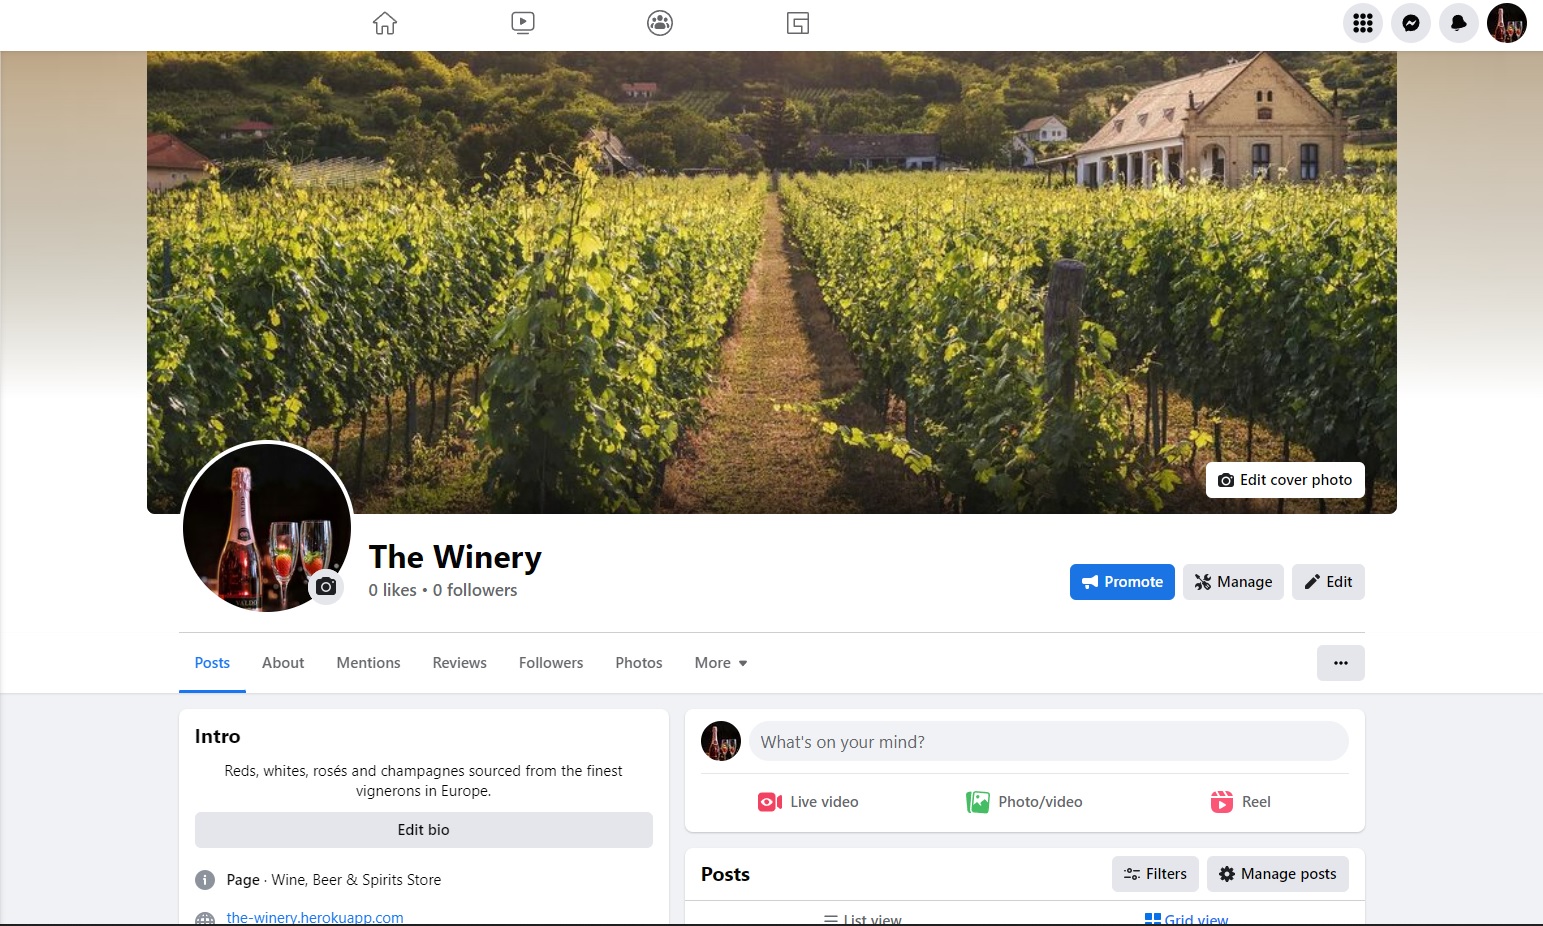 Edit cover photo
The Winery
0 likes • 0 followers
Promote
Manage
Edit
Posts
About
Mentions
Reviews
Followers
Photos
More
Intro
Reds, whites, rosés and champagnes sourced from the finest
vignerons in Europe.
Edit bio
Page · Wine, Beer & Spirits Store
the-winery.herokuapp.com
What's on your mind?
Live video
Photo/video
Reel
Posts
Filters
Manage posts
List view
Grid view